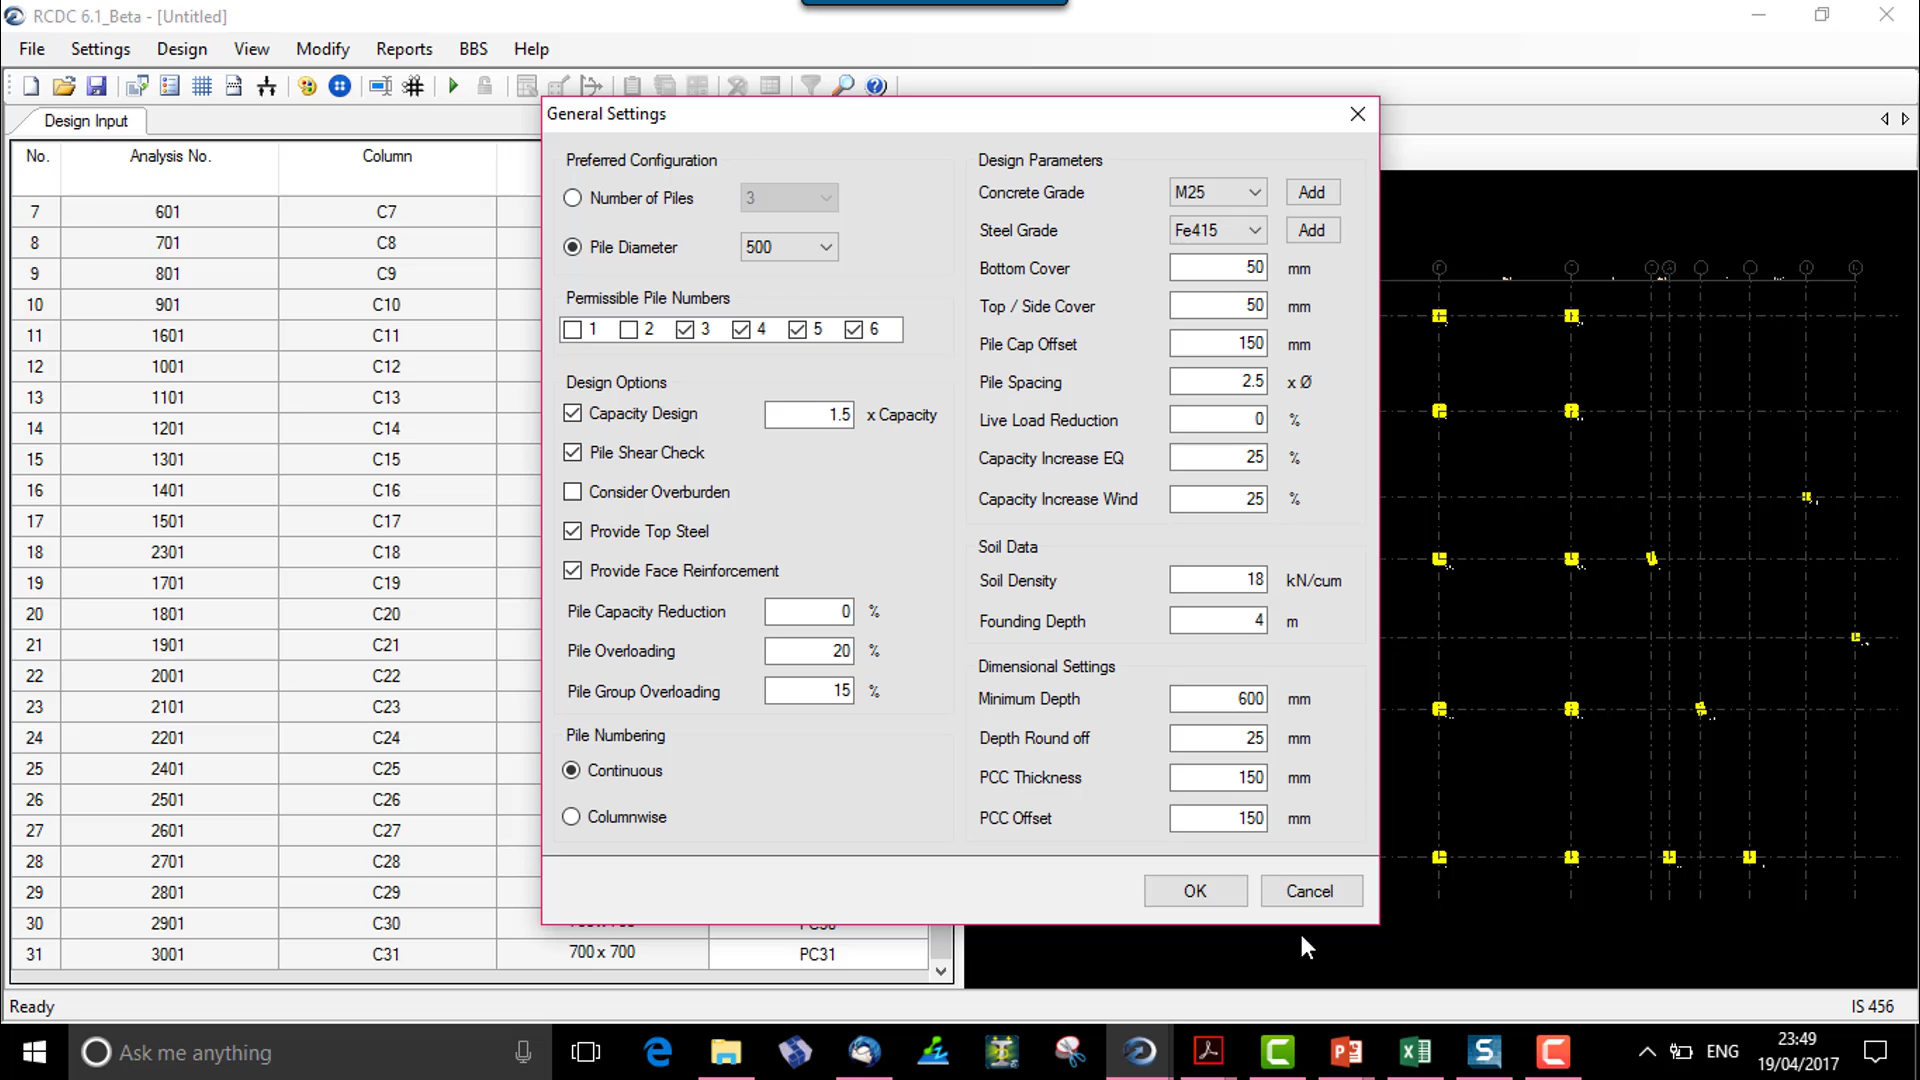 RCDC 6.1_Beta - [Untitled]
File Settings Design View Modify Reports BBS Help
Design Input
No. Analysis No. Column
7 601 C7
8 701 C8
9 801 C9
10 901 C10
11 1601 C11
12 1001 C12
13 1101 C13
14 1201 C14
15 1301 C15
16 1401 C16
17 1501 C17
18 2301 C18
19 1701 C19
20 1801 C20
21 1901 C21
22 2001 C22
23 2101 C23
24 2201 C24
25 2401 C25
26 2501 C26
27 2601 C27
28 2701 C28
29 2801 C29
30 2901 C30
31 3001 C31 700 x 700 PC31
General Settings
Preferred Configuration
Number of Piles 3
Pile Diameter 500
Permissible Pile Numbers
1 2 3 4 5 6
Design Options
Capacity Design 1.5 x Capacity
Pile Shear Check
Consider Overburden
Provide Top Steel
Provide Face Reinforcement
Pile Capacity Reduction 0 %
Pile Overloading 20 %
Pile Group Overloading 15 %
Pile Numbering
Continuous
Columnwise
Design Parameters
Concrete Grade M25 Add
Steel Grade Fe415 Add
Bottom Cover 50 mm
Top / Side Cover 50 mm
Pile Cap Offset 150 mm
Pile Spacing 2.5 x Ø
Live Load Reduction 0 %
Capacity Increase EQ 25 %
Capacity Increase Wind 25 %
Soil Data
Soil Density 18 kN/cum
Founding Depth 4 m
Dimensional Settings
Minimum Depth 600 mm
Depth Round off 25 mm
PCC Thickness 150 mm
PCC Offset 150 mm
OK Cancel
Ready IS 456
Ask me anything
ENG
23:49
19/04/2017